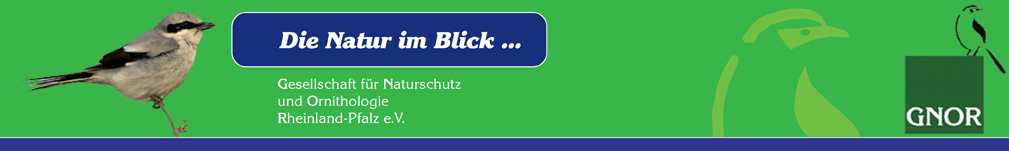 Die Natur im Blick ...
Gesellschaft für Naturschutz
und Ornithologie
Rheinland-Pfalz e.V.
GNOR